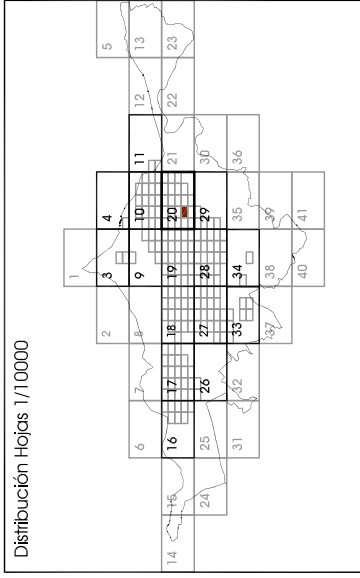 Distribución Hojas 1/10000
1
2 3 4 5
6 7 8 9 10 11 12 13
14 15 16 17 18 19 20 21 22 23
24 25 26 27 28 29 30
31 32 33 34 35 36
37 38 39
40 41